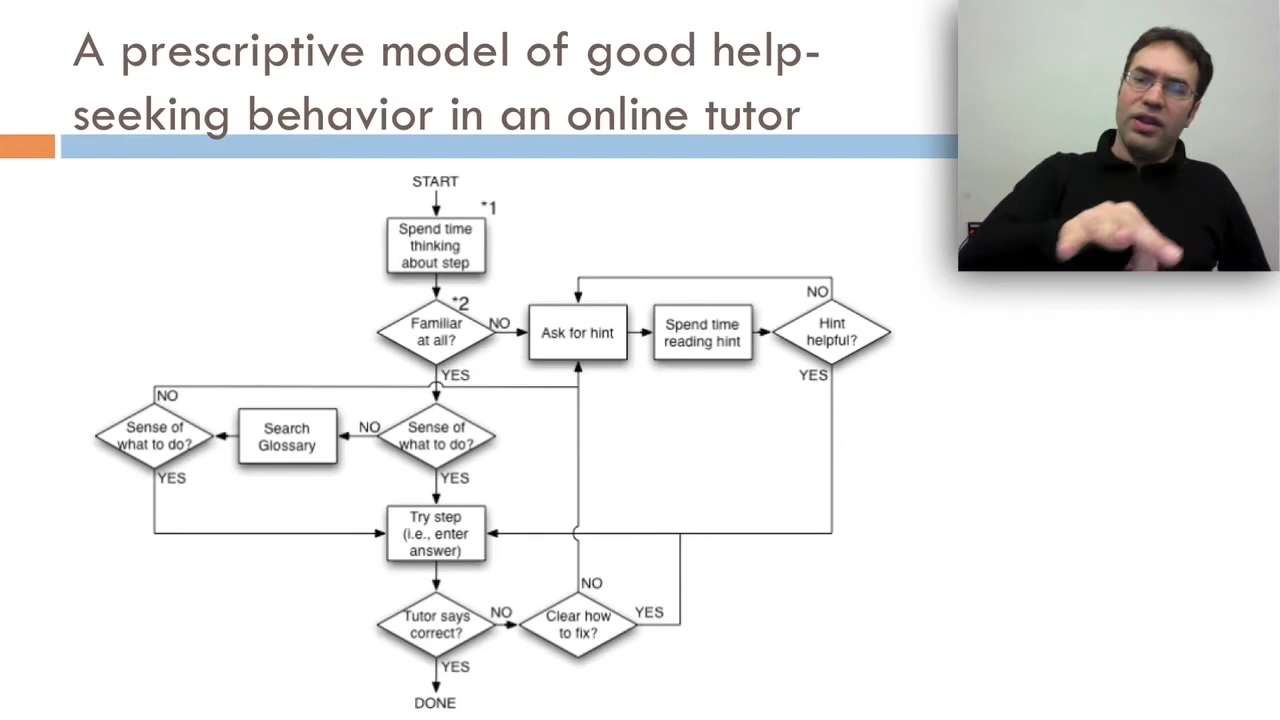 A prescriptive model of good help-
seeking behavior in an online tutor
START
*1
Spend time
thinking
about step
*2
Familiar
at all?
NO
Ask for hint
Spend time
reading hint
NO
Hint
helpful?
YES
YES
NO
Sense of
what to do?
YES
Search
Glossary
NO
Sense of
what to do?
YES
Try step
(i.e., enter
answer)
Tutor says
correct?
NO
NO
Clear how
to fix?
YES
YES
DONE